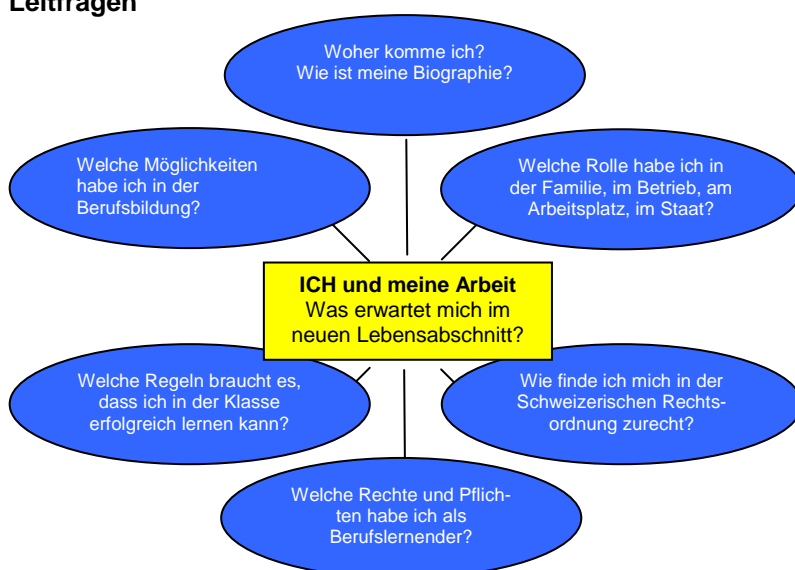 Leitfragen
Woher komme ich?
Wie ist meine Biographie?
Welche Möglichkeiten
habe ich in der
Berufsbildung?
Welche Rolle habe ich in
der Familie, im Betrieb, am
Arbeitsplatz, im Staat?
ICH und meine Arbeit
Was erwartet mich im
neuen Lebensabschnitt?
Welche Regeln braucht es,
dass ich in der Klasse
erfolgreich lernen kann?
Wie finde ich mich in der
Schweizerischen Rechts-
ordnung zurecht?
Welche Rechte und Pflich-
ten habe ich als
Berufslernender?